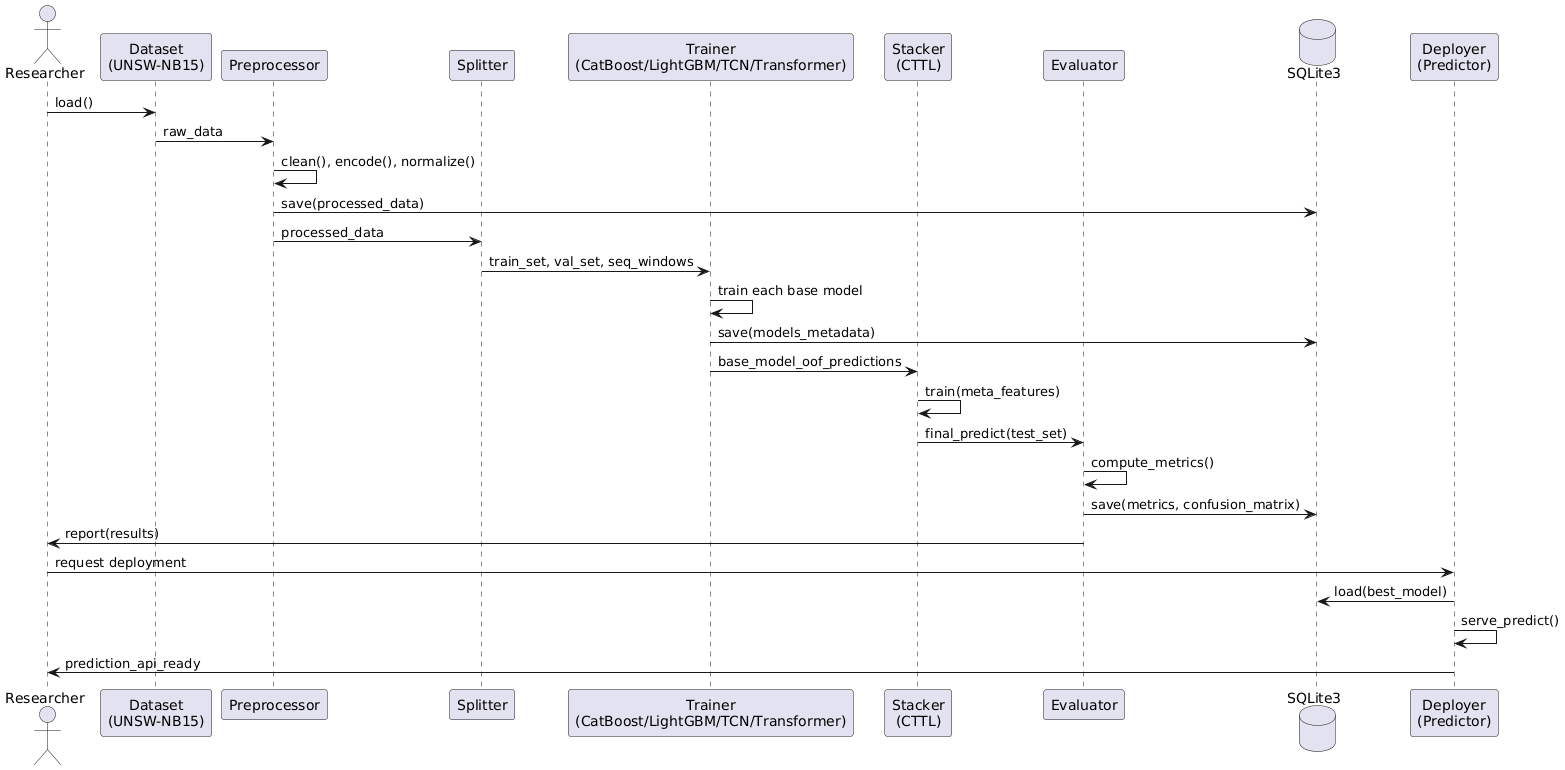 Researcher
Dataset
(UNSW-NB15)
Preprocessor
Splitter
Trainer
(CatBoost/LightGBM/TCN/Transformer)
Stacker
(CTTL)
Evaluator
SQLite3
Deployer
(Predictor)
load()
raw_data
clean(), encode(), normalize()
save(processed_data)
processed_data
train_set, val_set, seq_windows
train each base model
save(models_metadata)
base_model_oof_predictions
train(meta_features)
final_predict(test_set)
compute_metrics()
save(metrics, confusion_matrix)
report(results)
request deployment
load(best_model)
serve_predict()
prediction_api_ready
Researcher
Dataset
(UNSW-NB15)
Preprocessor
Splitter
Trainer
(CatBoost/LightGBM/TCN/Transformer)
Stacker
(CTTL)
Evaluator
SQLite3
Deployer
(Predictor)